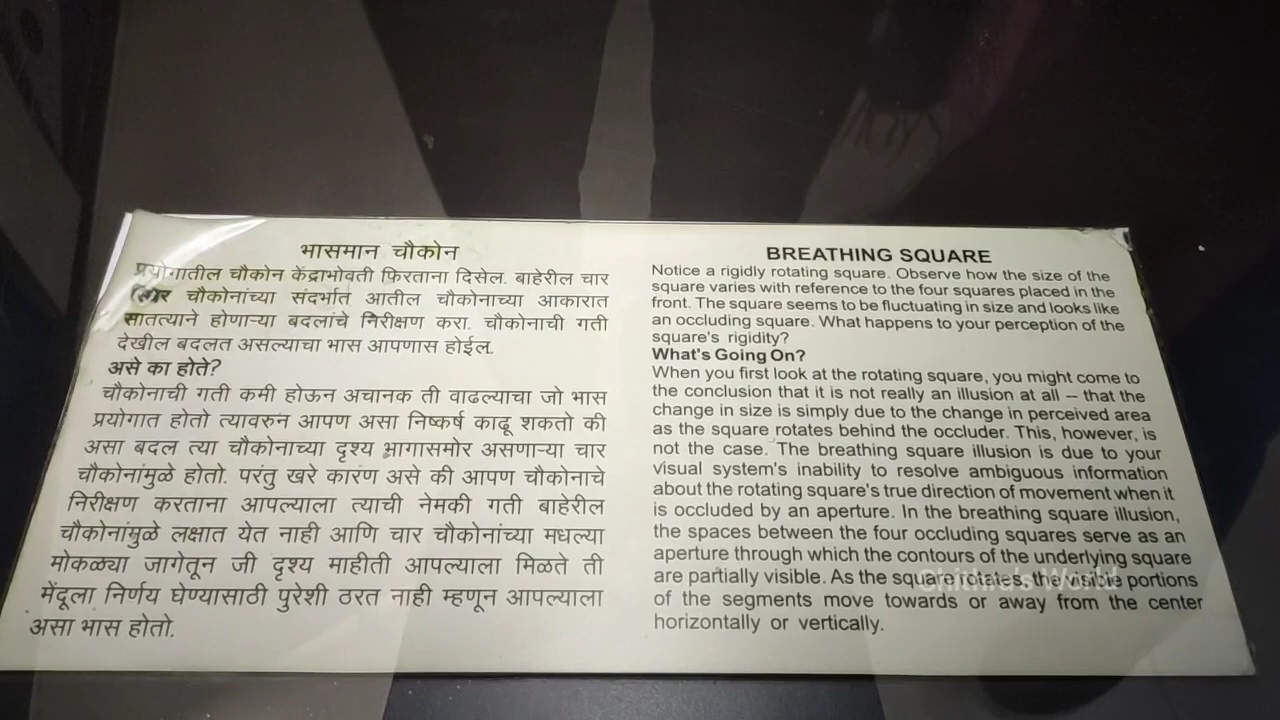 भासमान चौकोन
प्रयोगातील चौकोन केंद्राभोवती फिरताना दिसेल. बाहेरील चार
स्थिर चौकोनांच्या संदर्भात आतील चौकोनाच्या आकारात
सातत्याने होणाऱ्या बदलांचे निरीक्षण करा. चौकोनाची गती
देखील बदलत असल्याचा भास आपणास होईल.
असे का होते?
चौकोनाची गती कमी होऊन अचानक ती वाढल्याचा जो भास
प्रयोगात होतो त्यावरुन आपण असा निष्कर्ष काढू शकतो की
असा बदल त्या चौकोनाच्या दृश्य भागासमोर असणाऱ्या चार
चौकोनांमुळे होतो. परंतु खरे कारण असे की आपण चौकोनाचे
निरीक्षण करताना आपल्याला त्याची नेमकी गती बाहेरील
चौकोनांमुळे लक्षात येत नाही आणि चार चौकोनांच्या मधल्या
मोकळ्या जागेतून जी दृश्य माहीती आपल्याला मिळते ती
मेंदूला निर्णय घेण्यासाठी पुरेशी ठरत नाही म्हणून आपल्याला
असा भास होतो.
BREATHING SQUARE
Notice a rigidly rotating square. Observe how the size of the
square varies with reference to the four squares placed in the
front. The square seems to be fluctuating in size and looks like
an occluding square. What happens to your perception of the
square's rigidity?
What's Going On?
When you first look at the rotating square, you might come to
the conclusion that it is not really an illusion at all – that the
change in size is simply due to the change in perceived area
as the square rotates behind the occluder. This, however, is
not the case. The breathing square illusion is due to your
visual system's inability to resolve ambiguous information
about the rotating square's true direction of movement when it
is occluded by an aperture. In the breathing square illusion,
the spaces between the four occluding squares serve as an
aperture through which the contours of the underlying square
are partially visible. As the square rotates, the visible portions
of the segments move towards or away from the center
horizontally or vertically.
Chithra's World